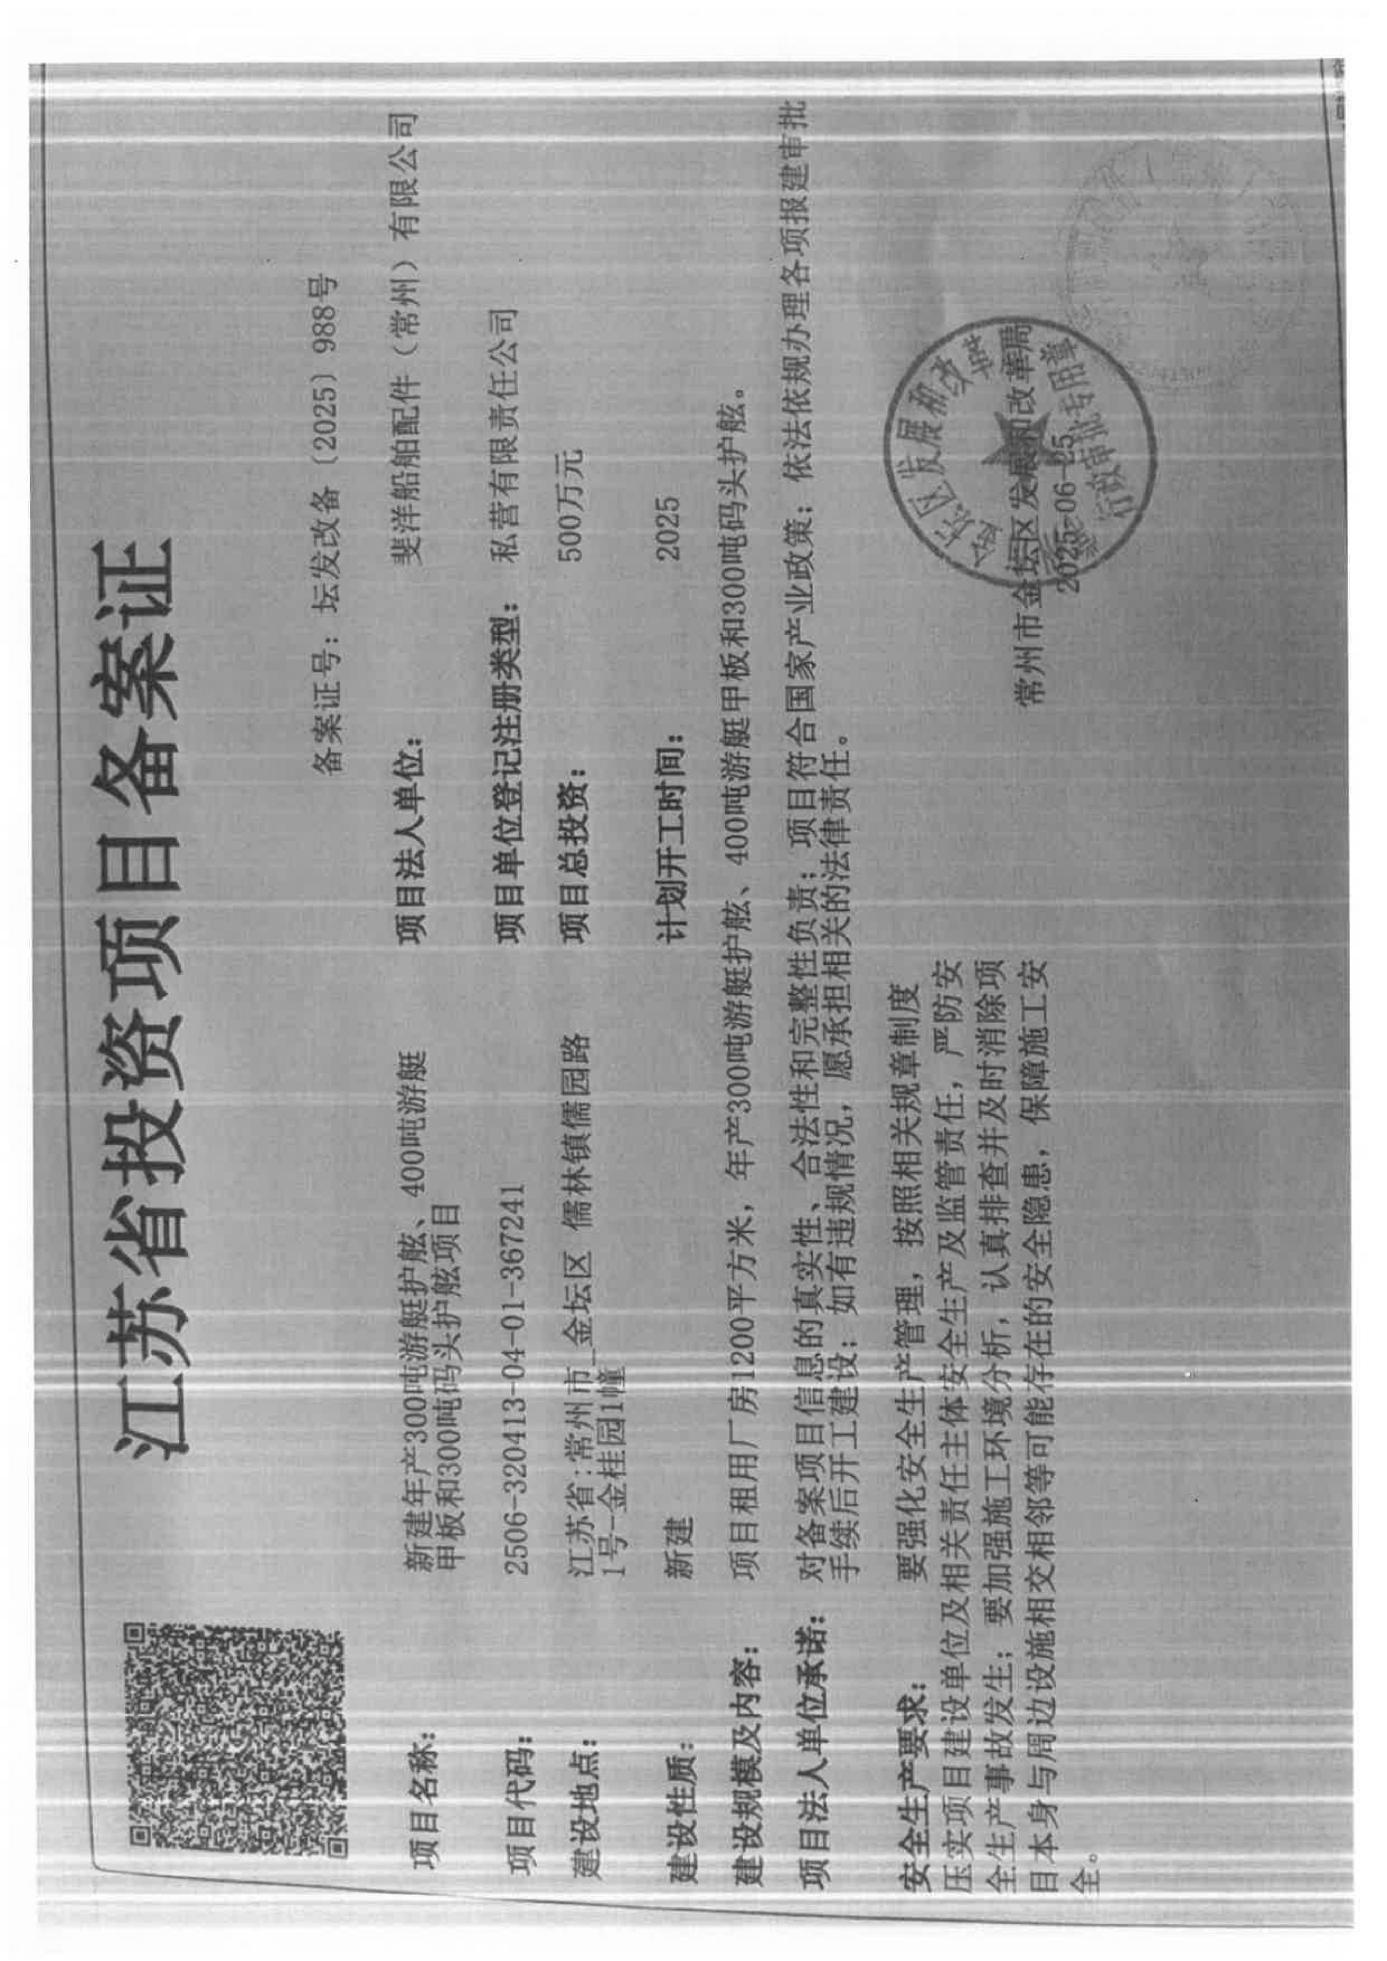 江苏省投资项目备案证
备案证号：坛发改备〔2025〕988号
项目名称：
新建年产300吨游艇护舷、400吨游艇
甲板和300吨码头护舷项目
项目法人单位：
斐洋船舶配件（常州）有限公司
项目代码：
2506-320413-04-01-367241
项目单位登记注册类型：
私营有限责任公司
建设地点：
江苏省:常州市_金坛区 儒林镇儒园路
1号-金桂园1幢
项目总投资：
500万元
建设性质：
新建
计划开工时间：
2025
建设规模及内容：
项目租用厂房1200平方米，年产300吨游艇护舷、400吨游艇甲板和300吨码头护舷。
项目法人单位承诺：
对备案项目信息的真实性、合法性和完整性负责；项目符合国家产业政策；依法依规办理各项报建审批
手续后开工建设；如有违规情况，愿承担相关的法律责任。
安全生产要求：
要强化安全生产管理，按照相关规章制度
压实项目建设单位及相关责任主体安全生产及监管责任，严防安
全生产事故发生；要加强施工环境分析，认真排查并及时消除项
目本身与周边设施相交相邻等可能存在的安全隐患，保障施工安
全。
常州市金坛区发展和改革局
2025-06-25
行政审批专用章